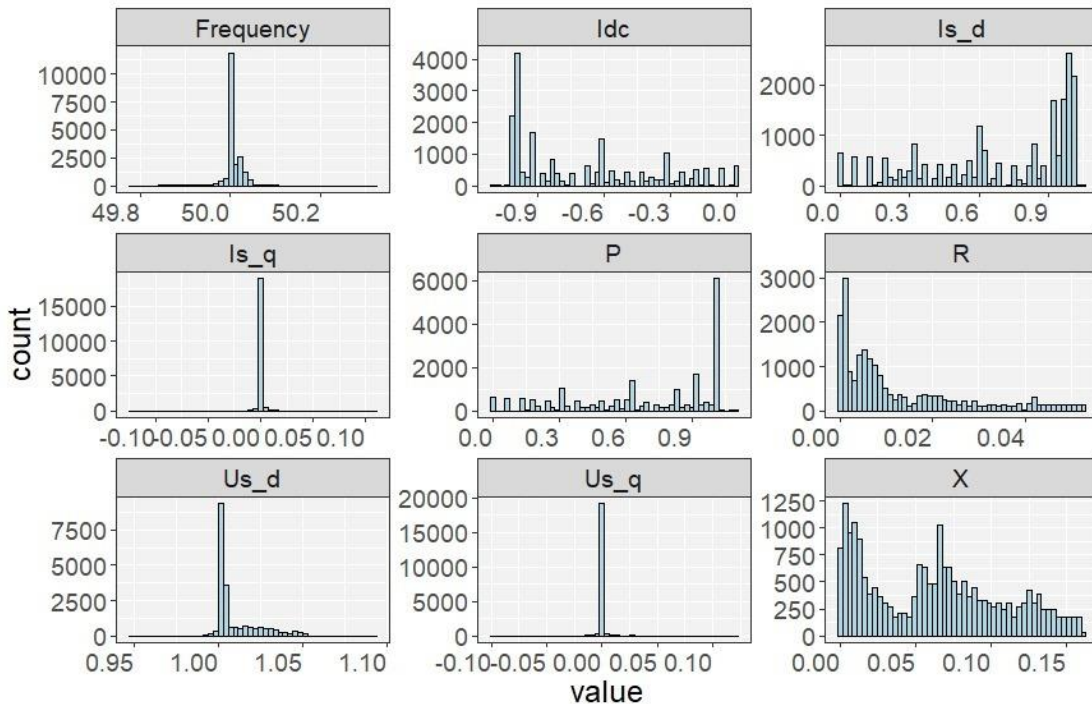 Frequency
Idc
Is_d
10000
7500
5000
2500
0
49.8 50.0 50.2
4000
3000
2000
1000
0
-0.9 -0.6 -0.3 0.0
2000
1000
0
0.0 0.3 0.6 0.9
Is_q
P
R
15000
10000
5000
0
-0.10 -0.05 0.00 0.05 0.10
6000
4000
2000
0
0.0 0.3 0.6 0.9
3000
2000
1000
0
0.00 0.02 0.04
count
Us_d
Us_q
X
7500
5000
2500
0
0.95 1.00 1.05 1.10
20000
15000
10000
5000
0
-0.10 -0.05 0.00 0.05 0.10
1250
1000
750
500
250
0
0.00 0.05 0.10 0.15
value